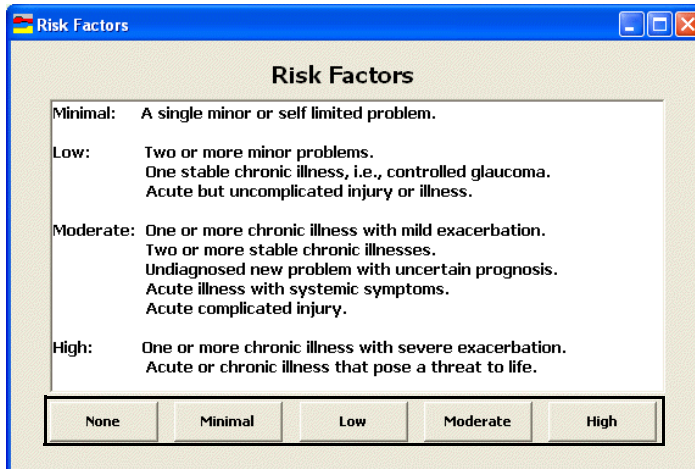 Risk Factors
Risk Factors
Minimal: A single minor or self limited problem.
Low: Two or more minor problems.
One stable chronic illness, i.e., controlled glaucoma.
Acute but uncomplicated injury or illness.
Moderate: One or more chronic illness with mild exacerbation.
Two or more stable chronic illnesses.
Undiagnosed new problem with uncertain prognosis.
Acute illness with systemic symptoms.
Acute complicated injury.
High: One or more chronic illness with severe exacerbation.
Acute or chronic illness that pose a threat to life.
None Minimal Low Moderate High